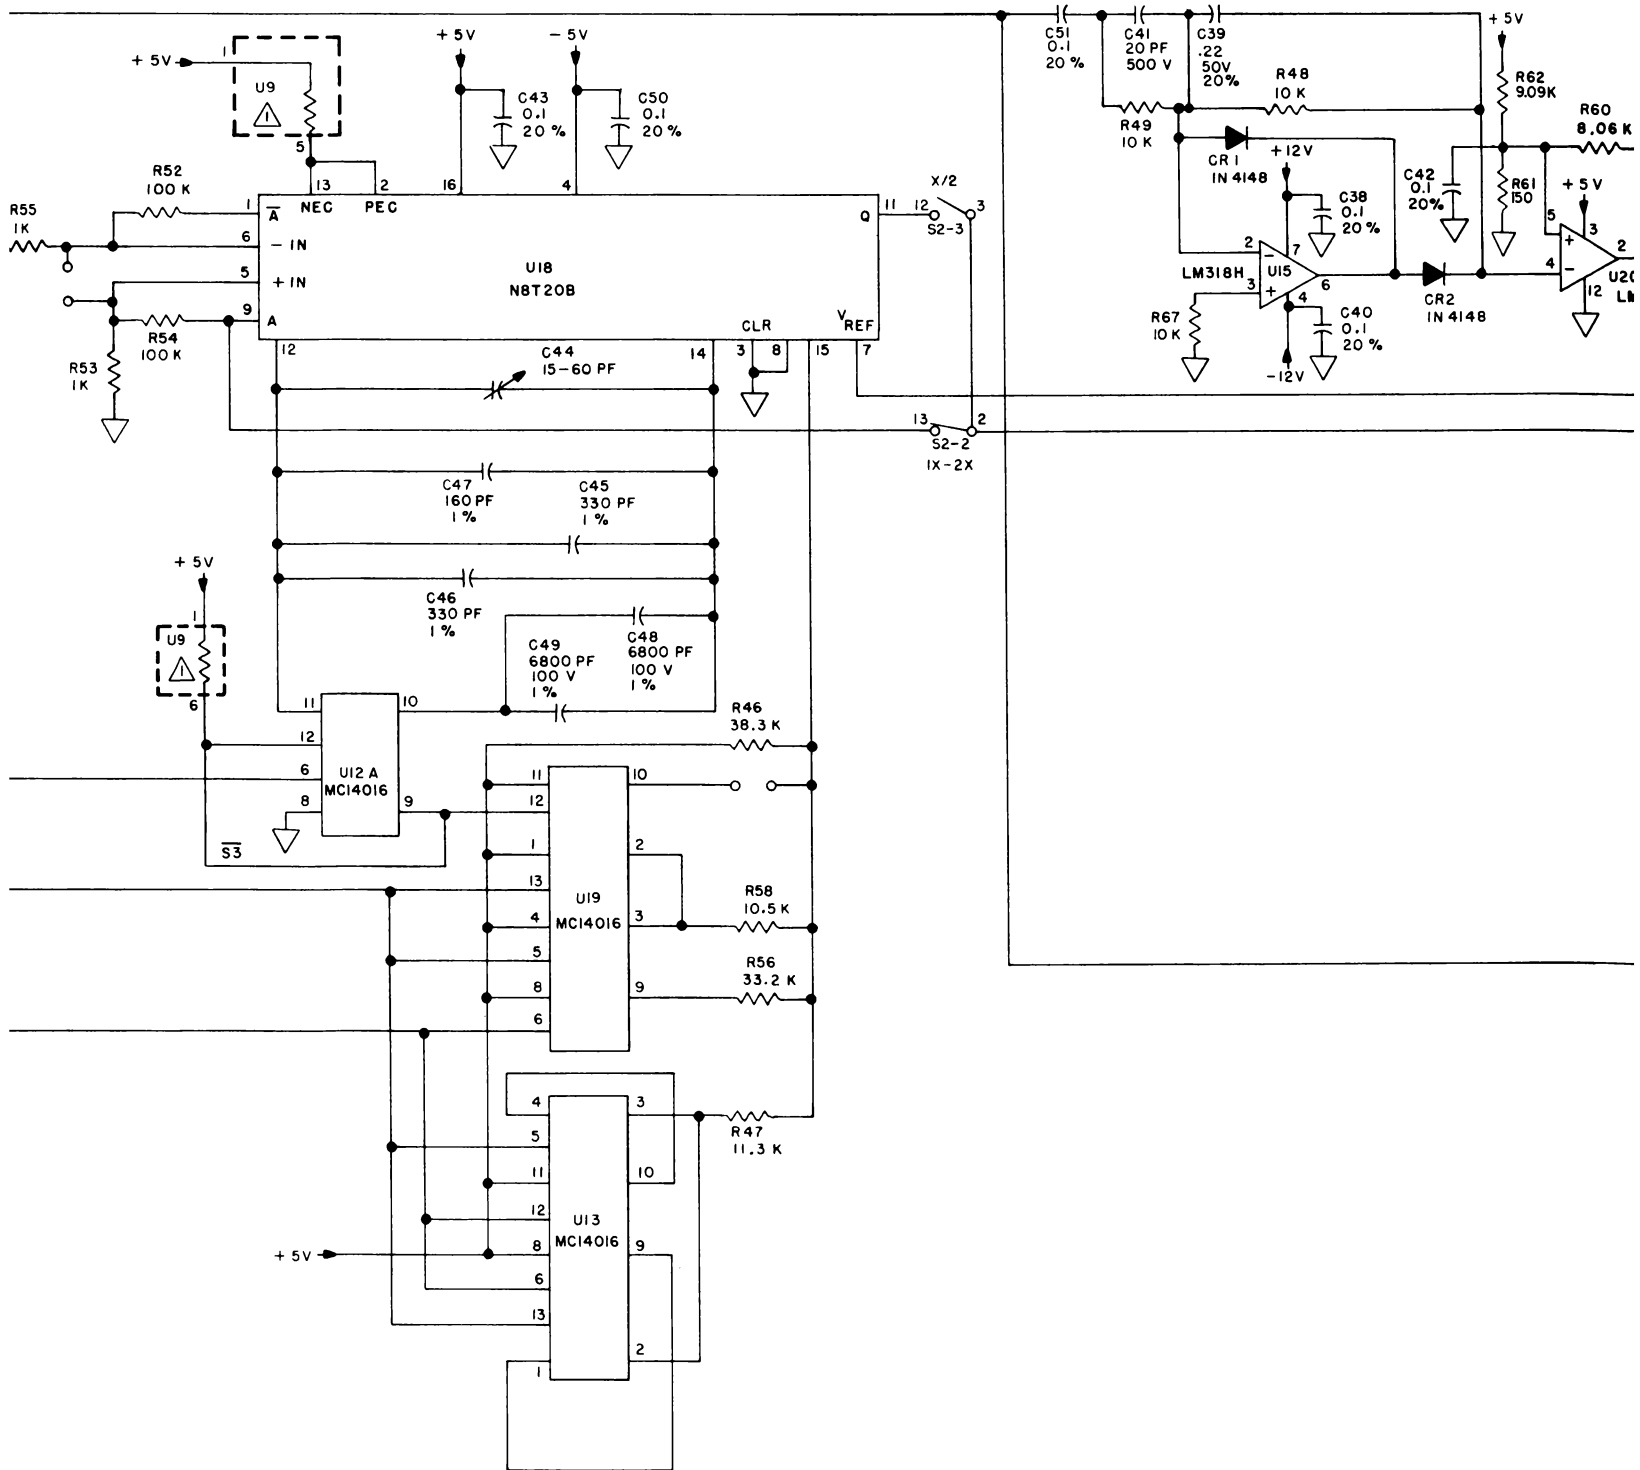 + 5V
1
U9
1
5
+ 5V
- 5V
C43
0.1
20 %
C50
0.1
20 %
C51
0.1
20 %
C41
20 PF
500 V
C39
.22
50V
20%
R48
10 K
+ 5V
R62
9.09K
R60
8.06 K
R49
10 K
CR 1
1N 4148
+12V
C38
0.1
20 %
C42
0.1
20%
R61
150
+ 5 V
R52
100 K
R55
1K
13
NEC
2
PEC
16
4
1
A
6
- IN
5
+ IN
9
A
R54
100 K
R53
1K
U18
N8T20B
Q
11
X/2
12
3
S2-3
CLR
V
REF
12
14
3
8
15
7
2
7
LM318H
U15
6
3
4
R67
10 K
C40
0.1
20 %
-12V
CR2
1N 4148
5
3
4
2
12
U20
C44
15-60 PF
13
2
S2-2
1X-2X
C47
160 PF
1 %
C45
330 PF
1 %
C46
330 PF
1 %
+ 5V
1
U9
1
6
C49
6800 PF
100 V
1 %
C48
6800 PF
100 V
1 %
11
10
12
6
U12 A
MC14016
8
9
S3
R46
38.3 K
11
10
12
1
2
13
U19
MC14016
4
3
R58
10.5 K
5
R56
33.2 K
8
9
6
4
3
R47
11.3 K
5
11
10
12
U13
MC14016
+ 5V
8
9
6
13
2
1